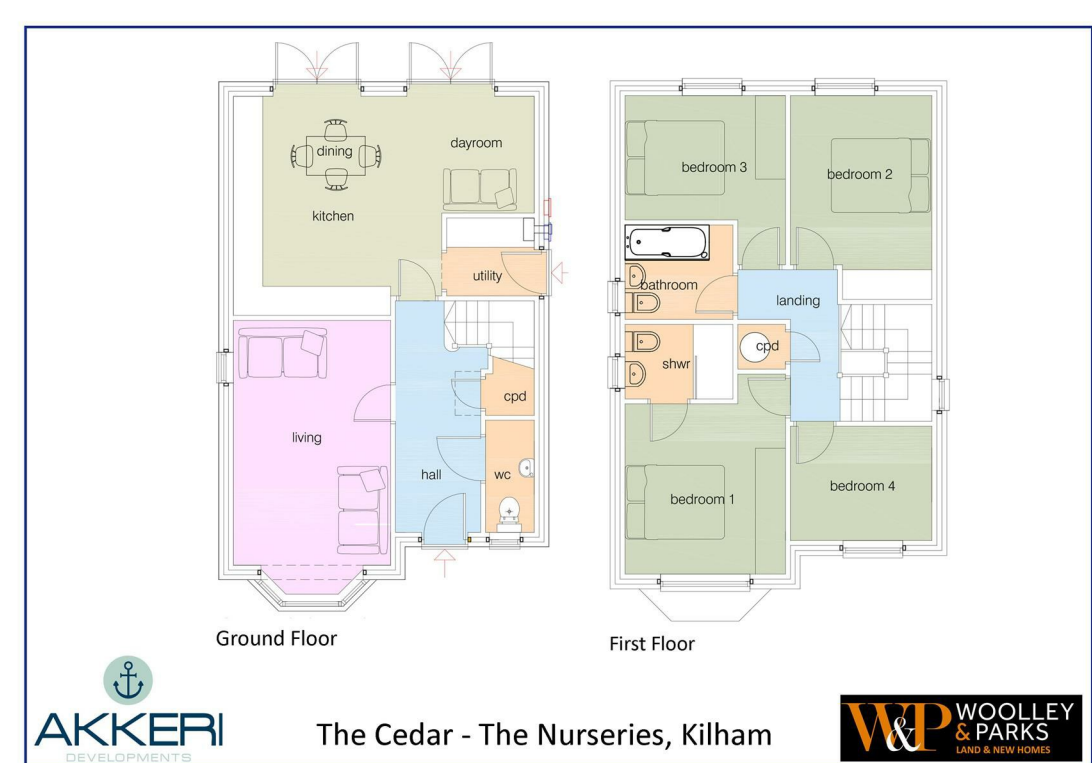 dining
dayroom
kitchen
utility
cpd
living
hall
wc
Ground Floor
bedroom 3
bedroom 2
bathroom
landing
shwr
cpd
bedroom 1
bedroom 4
First Floor
AKKERI
DEVELOPMENTS
The Cedar - The Nurseries, Kilham
W&P
WOOLLEY
& PARKS
LAND & NEW HOMES